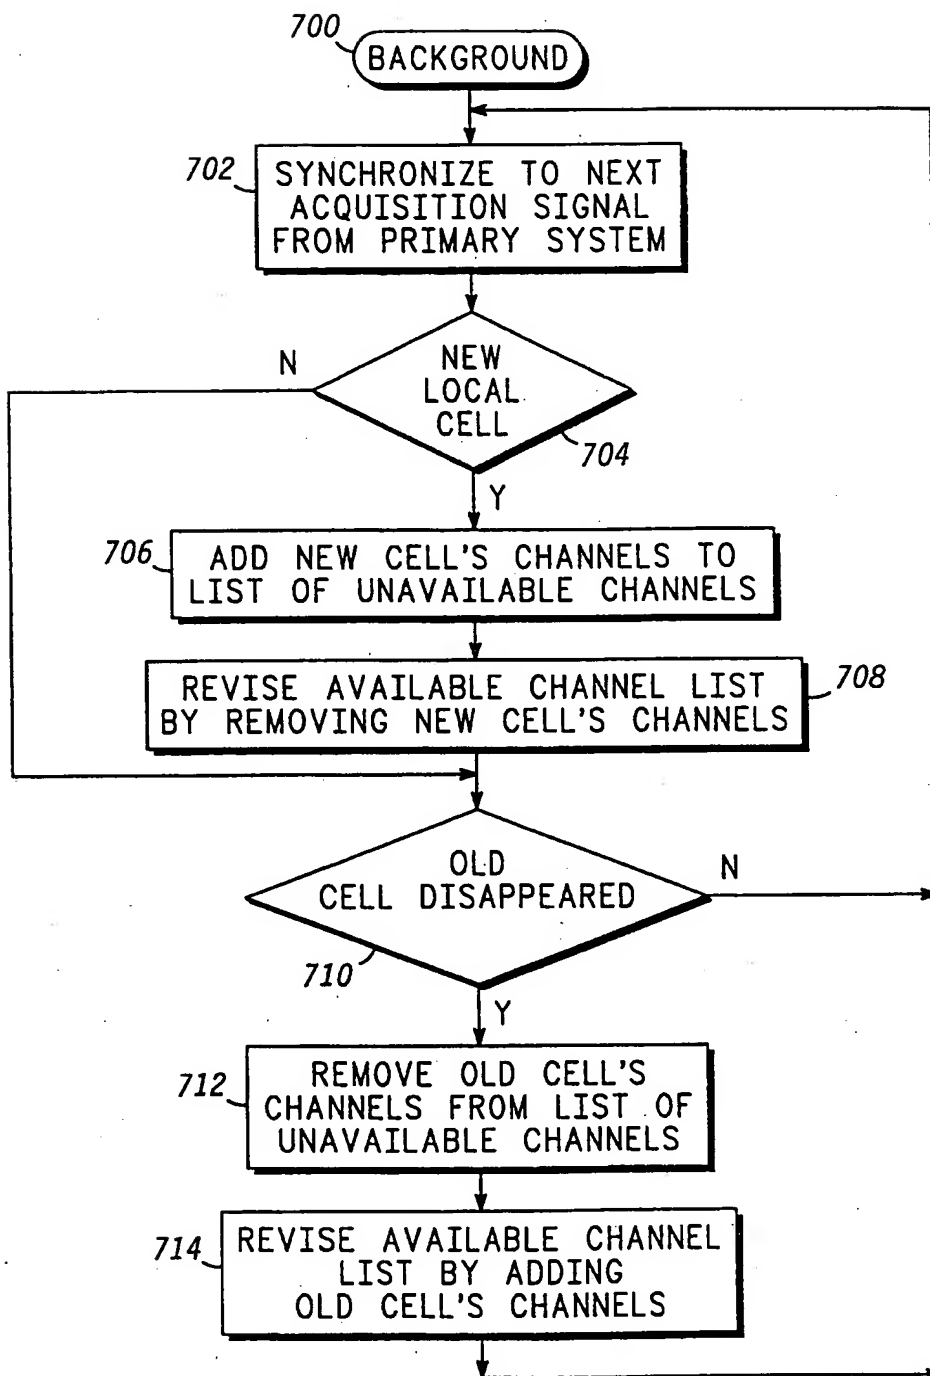 700
BACKGROUND
702
SYNCHRONIZE TO NEXT
ACQUISITION SIGNAL
FROM PRIMARY SYSTEM
N
NEW
LOCAL
CELL
704
Y
706
ADD NEW CELL'S CHANNELS TO
LIST OF UNAVAILABLE CHANNELS
REVISE AVAILABLE CHANNEL LIST
BY REMOVING NEW CELL'S CHANNELS
708
OLD
CELL DISAPPEARED
N
710
Y
712
REMOVE OLD CELL'S
CHANNELS FROM LIST OF
UNAVAILABLE CHANNELS
714
REVISE AVAILABLE CHANNEL
LIST BY ADDING
OLD CELL'S CHANNELS